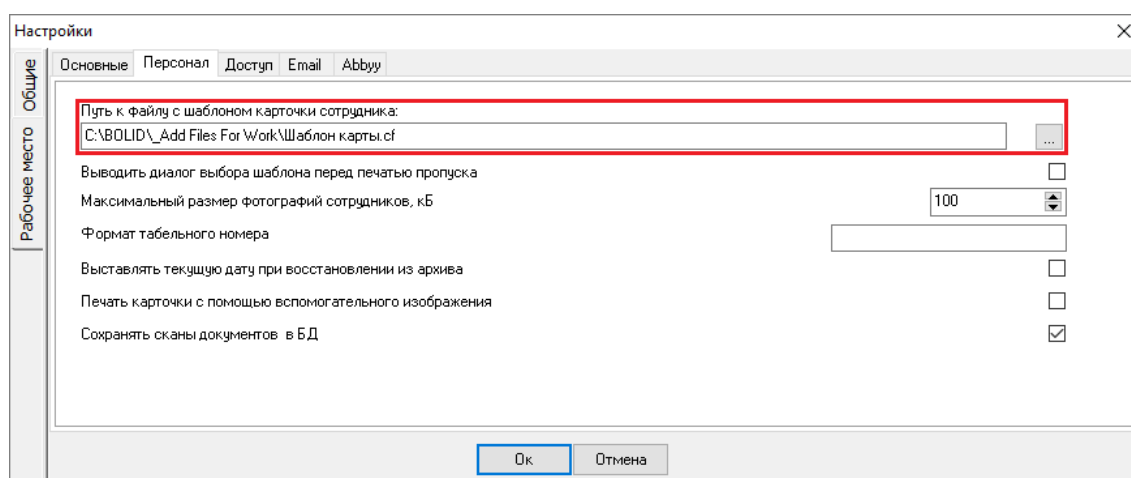 Настройки
Общие
Рабочее место
Основные Персонал Доступ Email Abbyy
Путь к файлу с шаблоном карточки сотрудника:
C:\BOLID\_Add Files For Work\Шаблон карты.cf ...
Выводить диалог выбора шаблона перед печатью пропуска
Максимальный размер фотографий сотрудников, кБ 100
Формат табельного номера
Выставлять текущую дату при восстановлении из архива
Печать карточки с помощью вспомогательного изображения
Сохранять сканы документов в БД
Ок Отмена